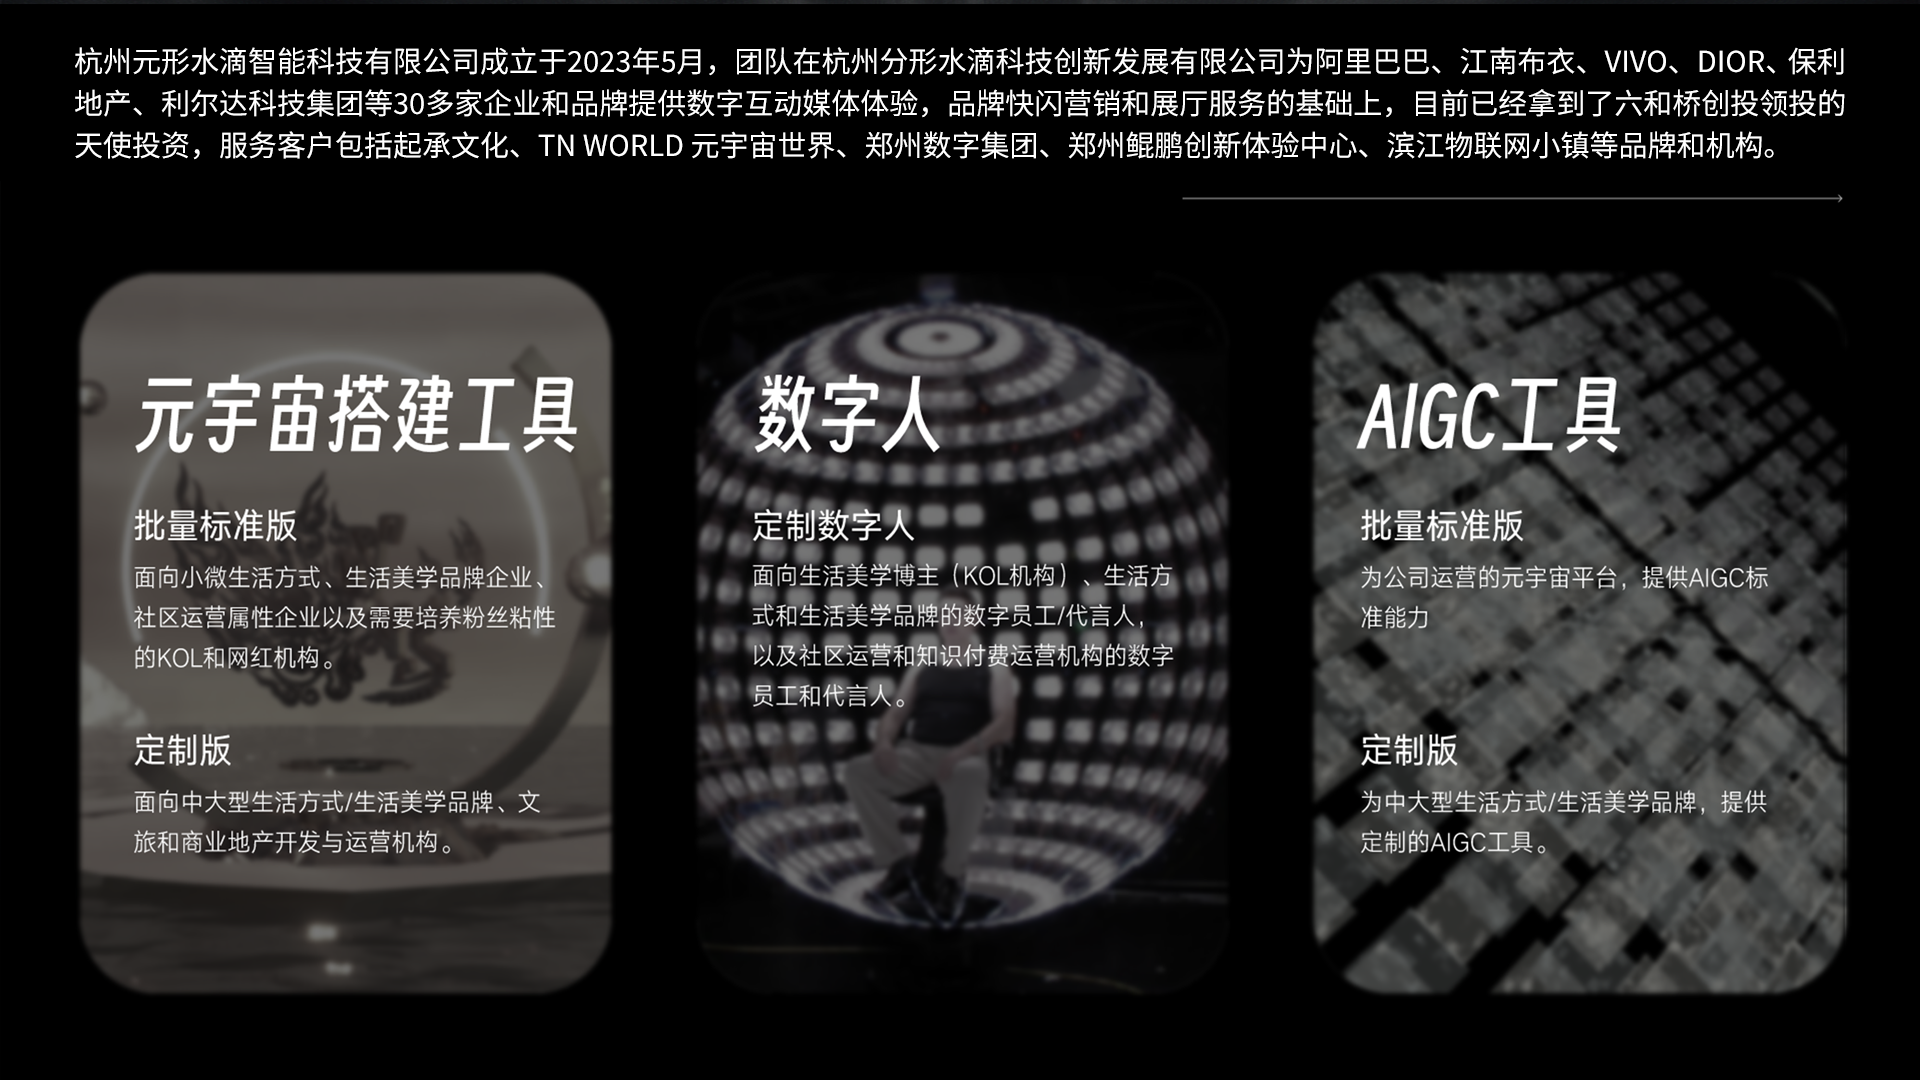 杭州元形水滴智能科技有限公司成立于2023年5月，团队在杭州分形水滴科技创新发展有限公司为阿里巴巴、江南布衣、VIVO、DIOR、保利
地产、利尔达科技集团等30多家企业和品牌提供数字互动媒体体验，品牌快闪营销和展厅服务的基础上，目前已经拿到了六和桥创投领投的
天使投资，服务客户包括起承文化、TN WORLD 元宇宙世界、郑州数字集团、郑州鲲鹏创新体验中心、滨江物联网小镇等品牌和机构。
元宇宙搭建工具
批量标准版
面向小微生活方式、生活美学品牌企业、
社区运营属性企业以及需要培养粉丝粘性
的KOL和网红机构。
定制版
面向中大型生活方式/生活美学品牌、文
旅和商业地产开发与运营机构。
数字人
定制数字人
面向生活美学博主（KOL机构）、生活方
式和生活美学品牌的数字员工/代言人，
以及社区运营和知识付费运营机构的数字
员工和代言人。
AIGC工具
批量标准版
为公司运营的元宇宙平台，提供AIGC标
准能力
定制版
为中大型生活方式/生活美学品牌，提供
定制的AIGC工具。